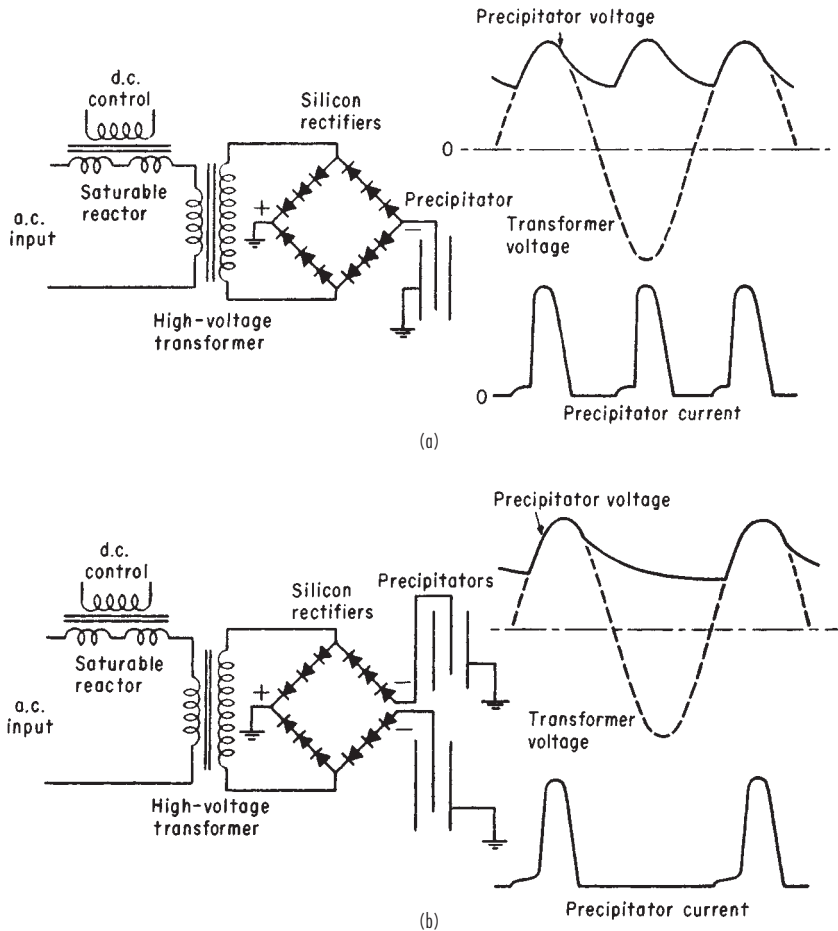 Precipitator voltage
d.c.
control
Silicon
rectifiers
Saturable
reactor
a.c.
input
+
Precipitator
−
0
Transformer
voltage
High-voltage
transformer
0
Precipitator current
(a)
Precipitator voltage
d.c.
control
Silicon
rectifiers
Precipitators
Saturable
reactor
a.c.
input
+
−
−
Transformer
voltage
High-voltage
transformer
Precipitator current
(b)